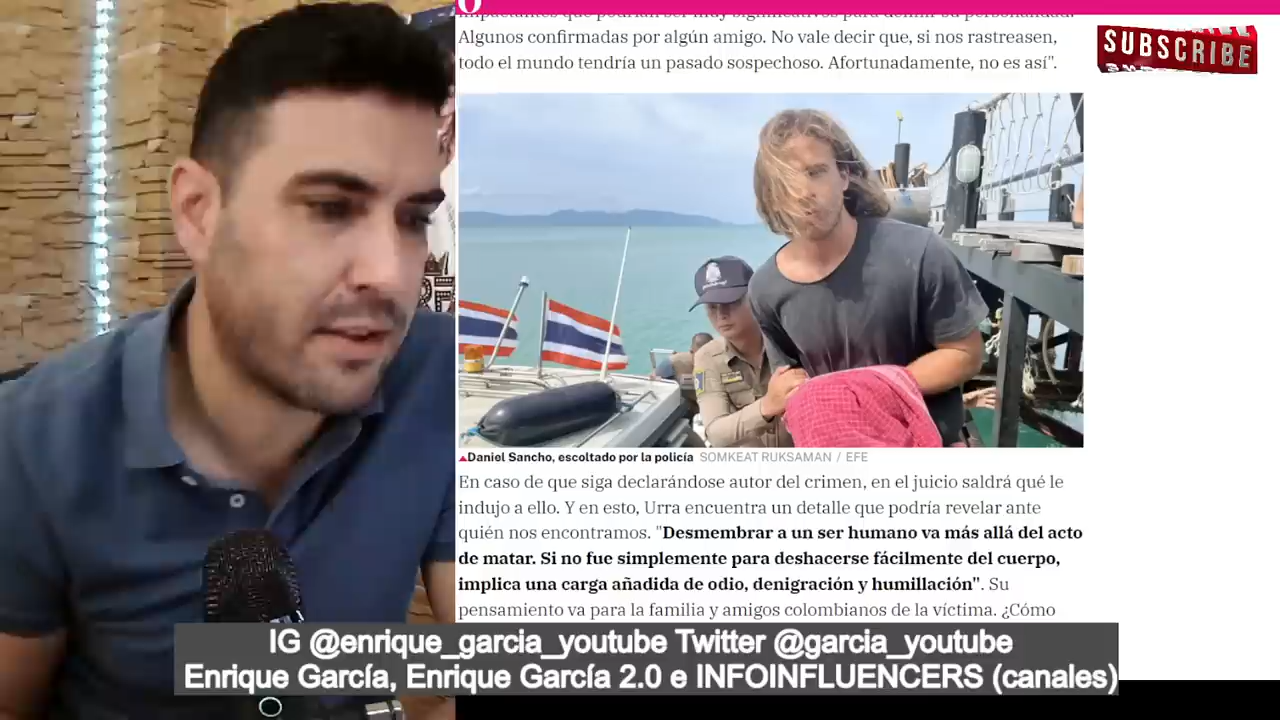 Algunos confirmadas por algún amigo. No vale decir que, si nos rastreasen,
todo el mundo tendría un pasado sospechoso. Afortunadamente, no es así".
SUBSCRIBE
Daniel Sancho, escoltado por la policía SOMKEAT RUKSAMAN / EFE
En caso de que siga declarándose autor del crimen, en el juicio saldrá qué le
indujo a ello. Y en esto, Urra encuentra un detalle que podría revelar ante
quién nos encontramos. "Desmembrar a un ser humano va más allá del acto
de matar. Si no fue simplemente para deshacerse fácilmente del cuerpo,
implica una carga añadida de odio, denigración y humillación". Su
pensamiento va para la familia y amigos colombianos de la víctima. ¿Cómo
IG @enrique_garcia_youtube Twitter @garcia_youtube
Enrique García, Enrique García 2.0 e INFOINFLUENCERS (canales)